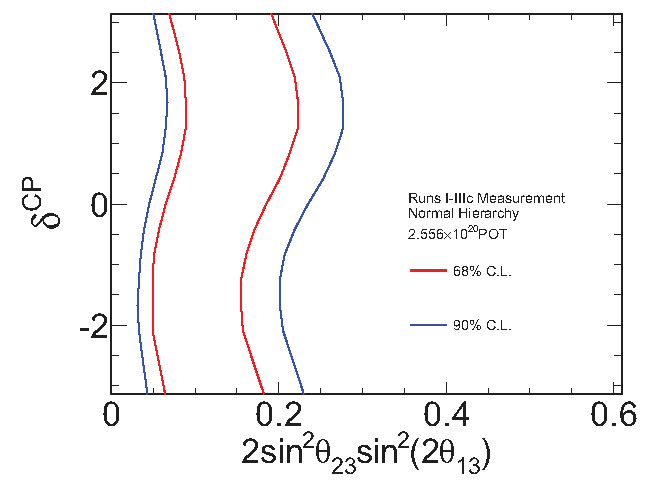 2
0
-2
δCP
Runs I-IIIc Measurement
Normal Hierarchy
2.556×10²⁰POT
68% C.L.
90% C.L.
0
0.2
0.4
0.6
2sin²θ₂₃sin²(2θ₁₃)